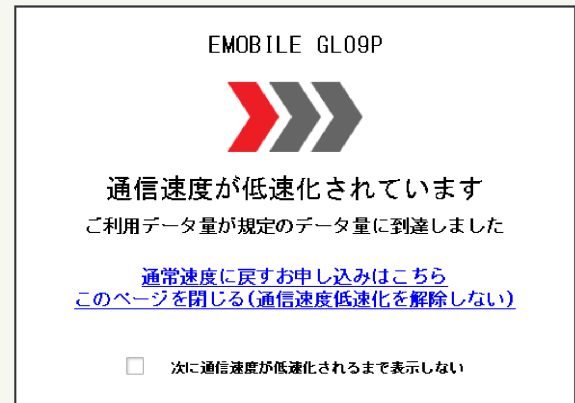 EMOBILE GL09P
通信速度が低速化されています
ご利用データ量が規定のデータ量に到達しました
通常速度に戻すお申し込みはこちら
このページを閉じる(通信速度低速化を解除しない)
次に通信速度が低速化されるまで表示しない